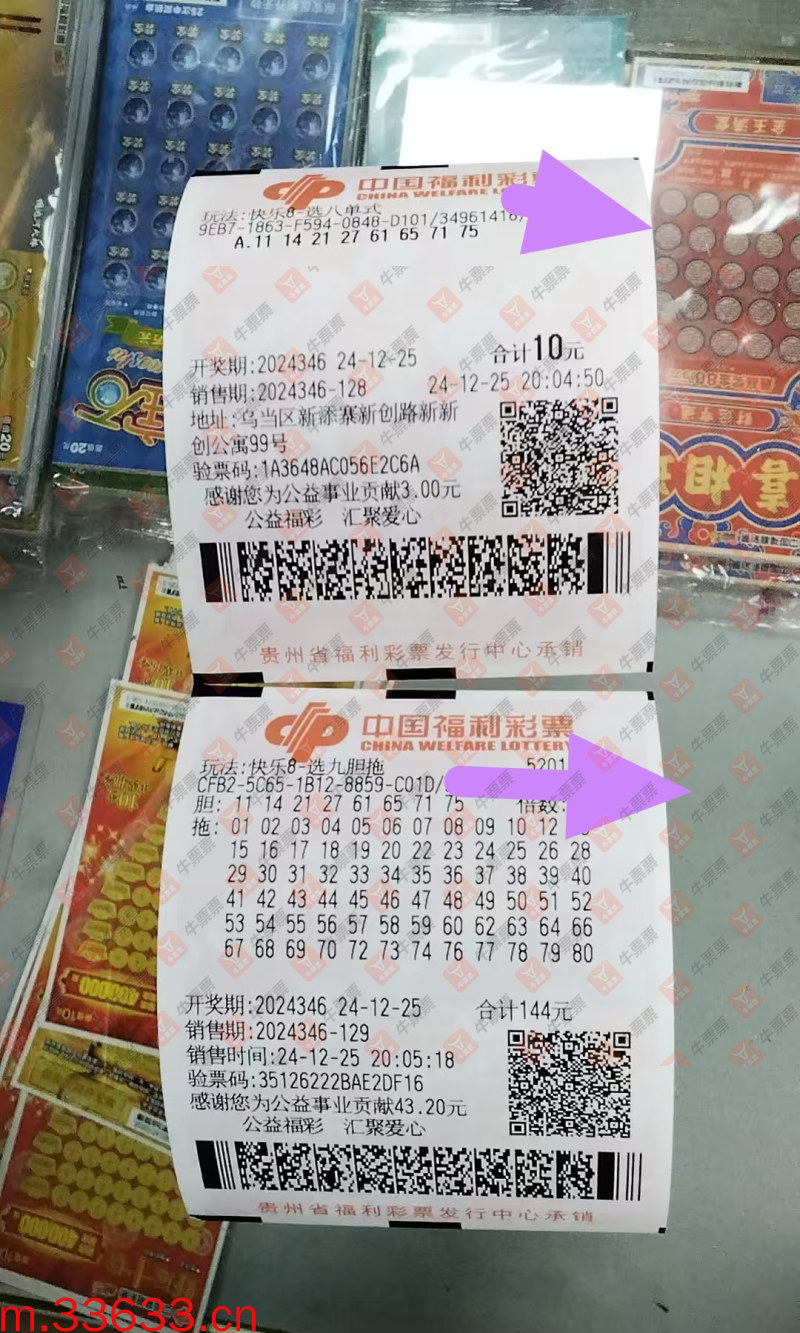 中国福利彩票
CHINA WELFARE LOTT
玩法:快乐8-选八单式
9EB7-1863-F594-0848-D101/34961416
A.11 14 21 27 61 65 71 75
开奖期:2024346 24-12-25 合计10元
销售期:2024346-128 24-12-25 20:04:50
地址:乌当区新添寨新创路新新
创公寓99号
验票码:1A3648AC056E2C6A
感谢您为公益事业贡献3.00元
公益福彩 汇聚爱心
贵州省福利彩票发行中心承销
中国福利彩票
CHINA WELFARE LOTTERY
玩法:快乐8-选九胆拖 5201
CFB2-5C65-1B12-8859-C01D/
胆: 11 14 21 27 61 65 71 75 倍数:
拖: 01 02 03 04 05 06 07 08 09 10 12
15 16 17 18 19 20 22 23 24 25 26 28
29 30 31 32 33 34 35 36 37 38 39 40
41 42 43 44 45 46 47 48 49 50 51 52
53 54 55 56 57 58 59 60 62 63 64 66
67 68 69 70 72 73 74 76 77 78 79 80
开奖期:2024346 24-12-25 合计144元
销售期:2024346-129
销售时间:24-12-25 20:05:18
验票码:35126222BAE2DF16
感谢您为公益事业贡献43.20元
公益福彩 汇聚爱心
贵州省福利彩票发行中心承销
牛票票
m.33633.cn